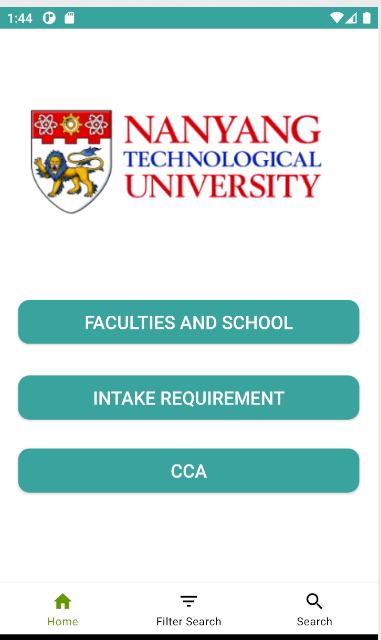 1:44
NANYANG
TECHNOLOGICAL
UNIVERSITY
FACULTIES AND SCHOOL
INTAKE REQUIREMENT
CCA
Home
Filter Search
Search